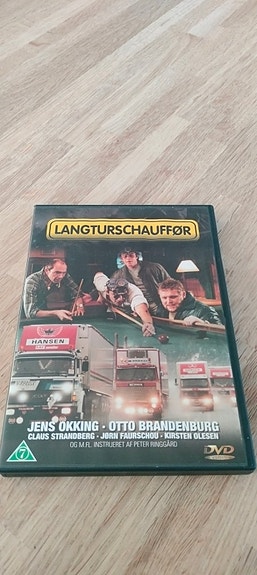 LANGTURSCHAUFFØR
HANSEN
JENS OKKING · OTTO BRANDENBURG
CLAUS STRANDBERG · JØRN FAURSCHOU · KIRSTEN OLESEN
OG M.FL. INSTRUERET AF PETER RINGGÅRD
7
DVD